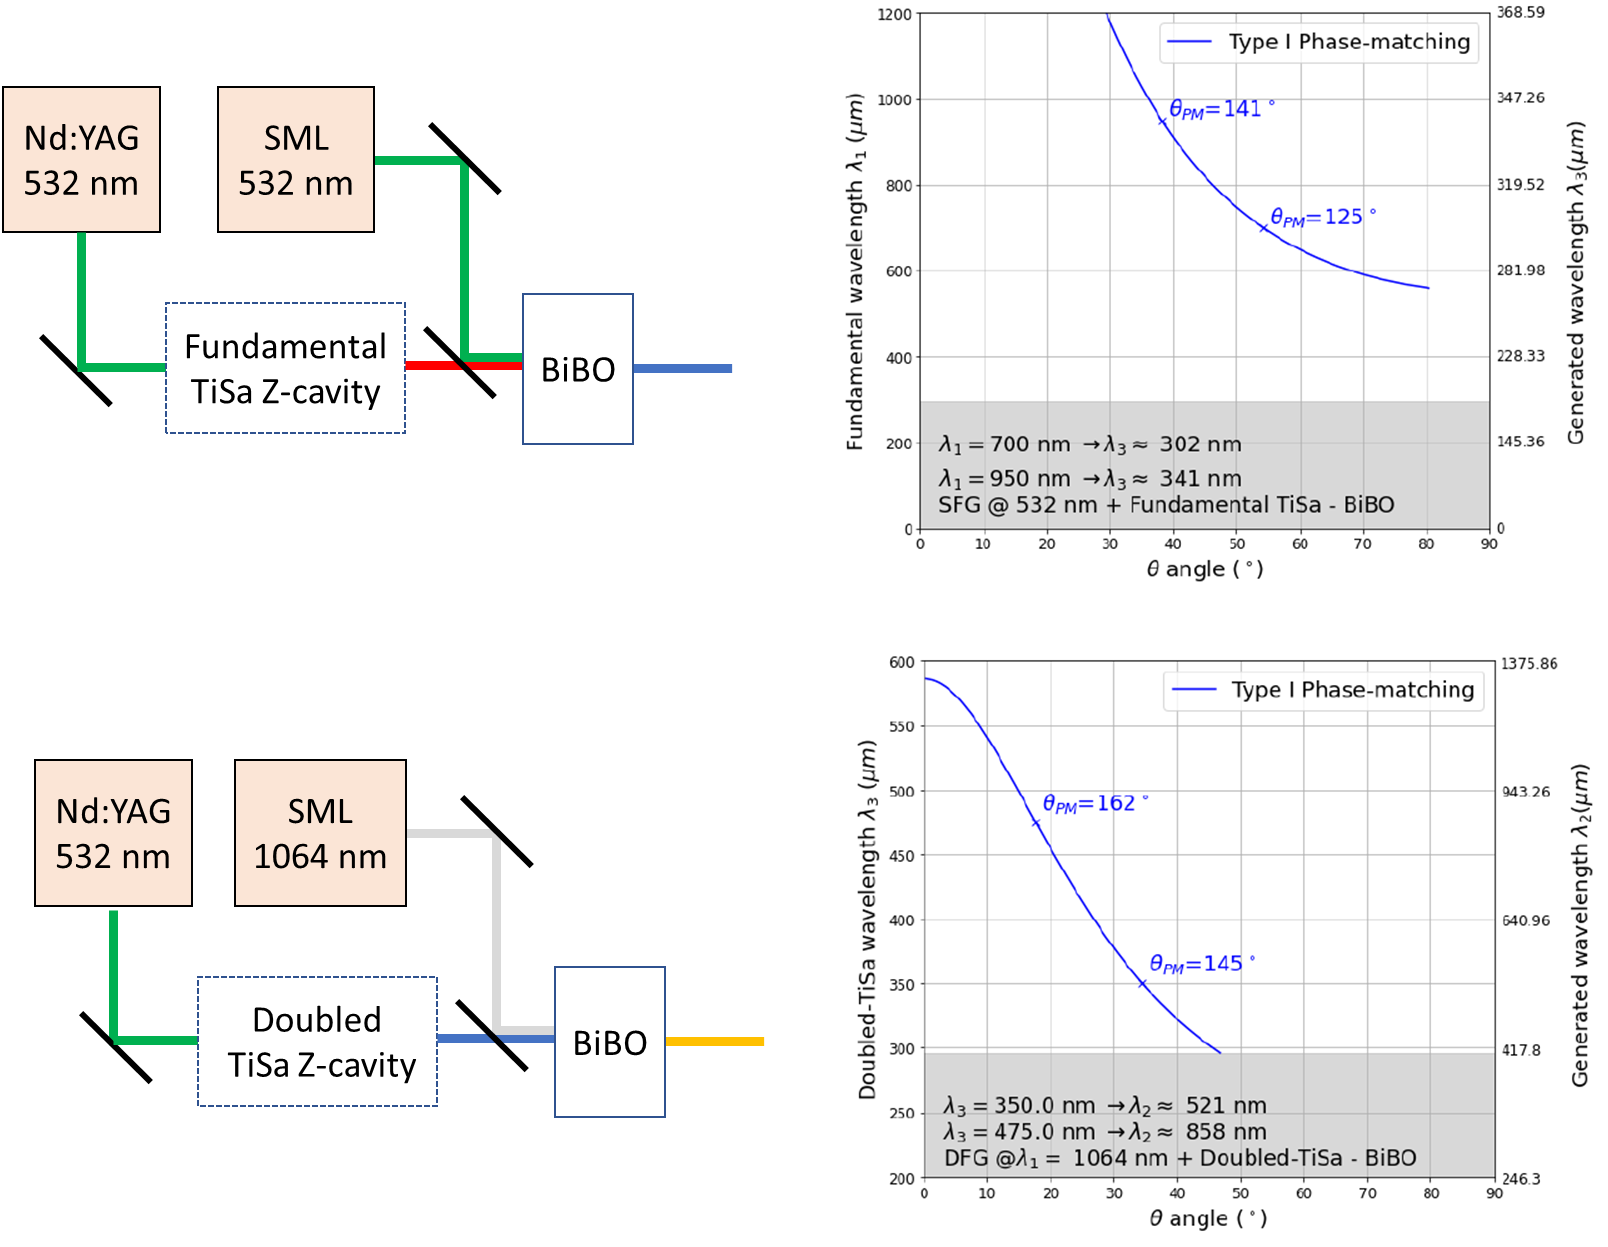 Nd:YAG
532 nm
SML
532 nm
Fundamental
TiSa Z-cavity
BiBO
Fundamental wavelength λ₁ (μm)
1200
1000
800
600
400
200
0
368.59
347.26
319.52
281.98
228.33
145.36
0
Generated wavelength λ₃(μm)
Type I Phase-matching
θPM=141°
θPM=125°
λ₁ = 700 nm →λ₃≈ 302 nm
λ₁ = 950 nm →λ₃≈ 341 nm
SFG @ 532 nm + Fundamental TiSa - BiBO
0 10 20 30 40 50 60 70 80 90
θ angle (°)
Nd:YAG
532 nm
SML
1064 nm
Doubled
TiSa Z-cavity
BiBO
Doubled-TiSa wavelength λ₃ (μm)
600
550
500
450
400
350
300
250
200
1375.86
943.26
640.96
417.8
246.3
Generated wavelength λ₂(μm)
Type I Phase-matching
θPM=162°
θPM=145°
λ₃ = 350.0 nm →λ₂≈ 521 nm
λ₃ = 475.0 nm →λ₂≈ 858 nm
DFG @λ₁ = 1064 nm + Doubled-TiSa - BiBO
0 10 20 30 40 50 60 70 80 90
θ angle (°)